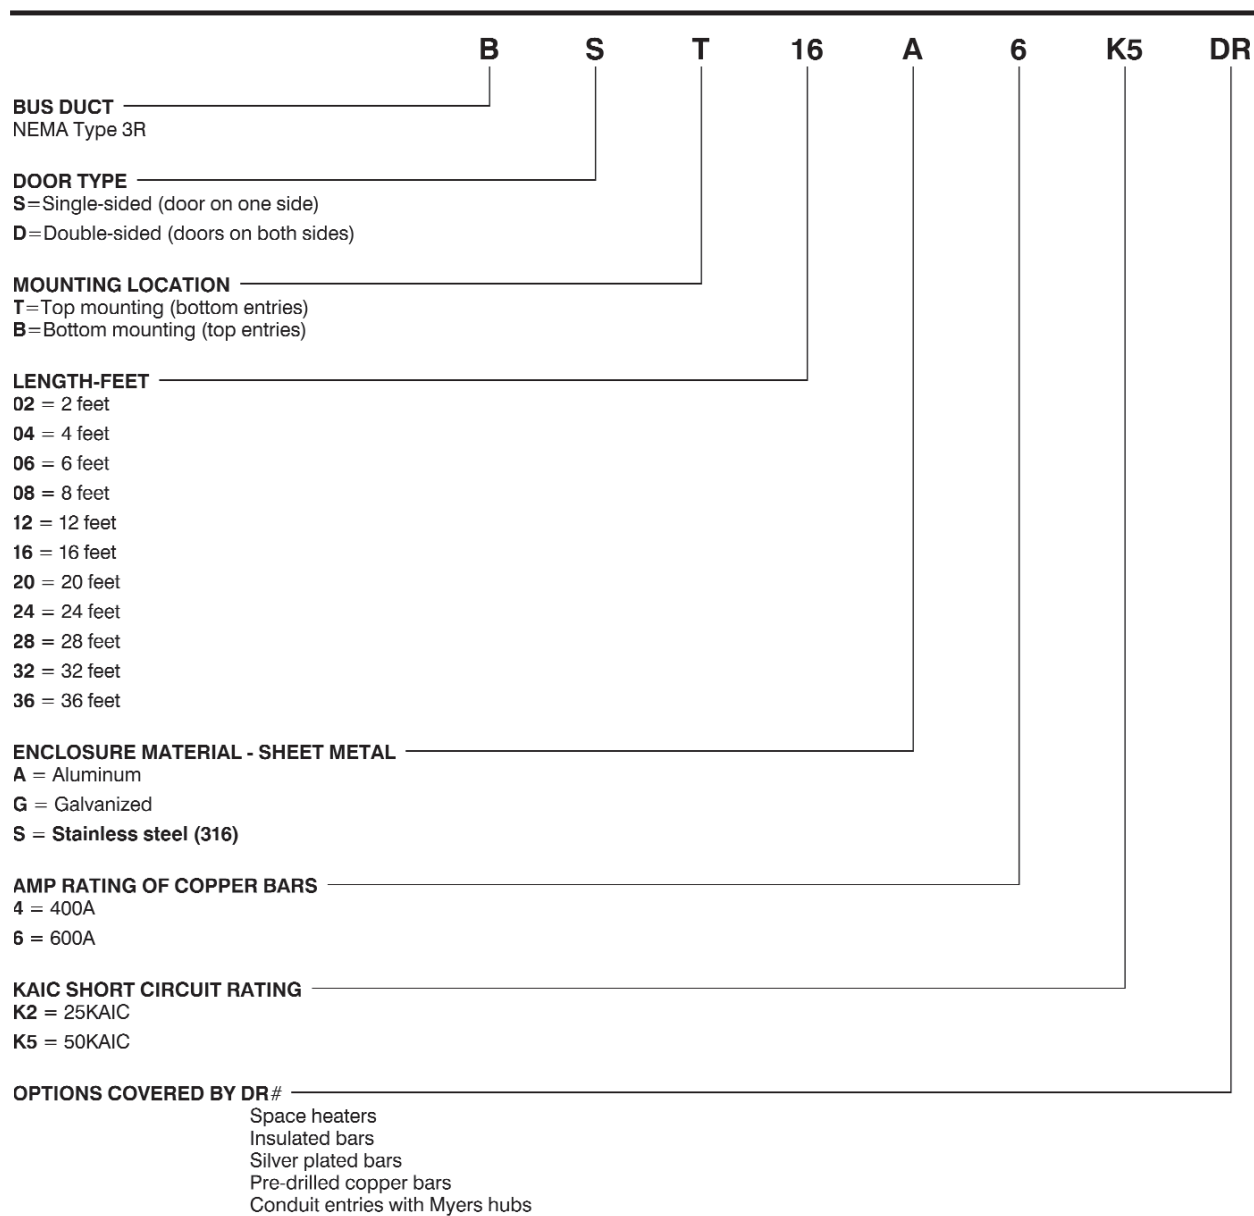 B S T 16 A 6 K5 DR
BUS DUCT
NEMA Type 3R
DOOR TYPE
S=Single-sided (door on one side)
D=Double-sided (doors on both sides)
MOUNTING LOCATION
T=Top mounting (bottom entries)
B=Bottom mounting (top entries)
LENGTH-FEET
02 = 2 feet
04 = 4 feet
06 = 6 feet
08 = 8 feet
12 = 12 feet
16 = 16 feet
20 = 20 feet
24 = 24 feet
28 = 28 feet
32 = 32 feet
36 = 36 feet
ENCLOSURE MATERIAL - SHEET METAL
A = Aluminum
G = Galvanized
S = Stainless steel (316)
AMP RATING OF COPPER BARS
4 = 400A
6 = 600A
KAIC SHORT CIRCUIT RATING
K2 = 25KAIC
K5 = 50KAIC
OPTIONS COVERED BY DR#
Space heaters
Insulated bars
Silver plated bars
Pre-drilled copper bars
Conduit entries with Myers hubs